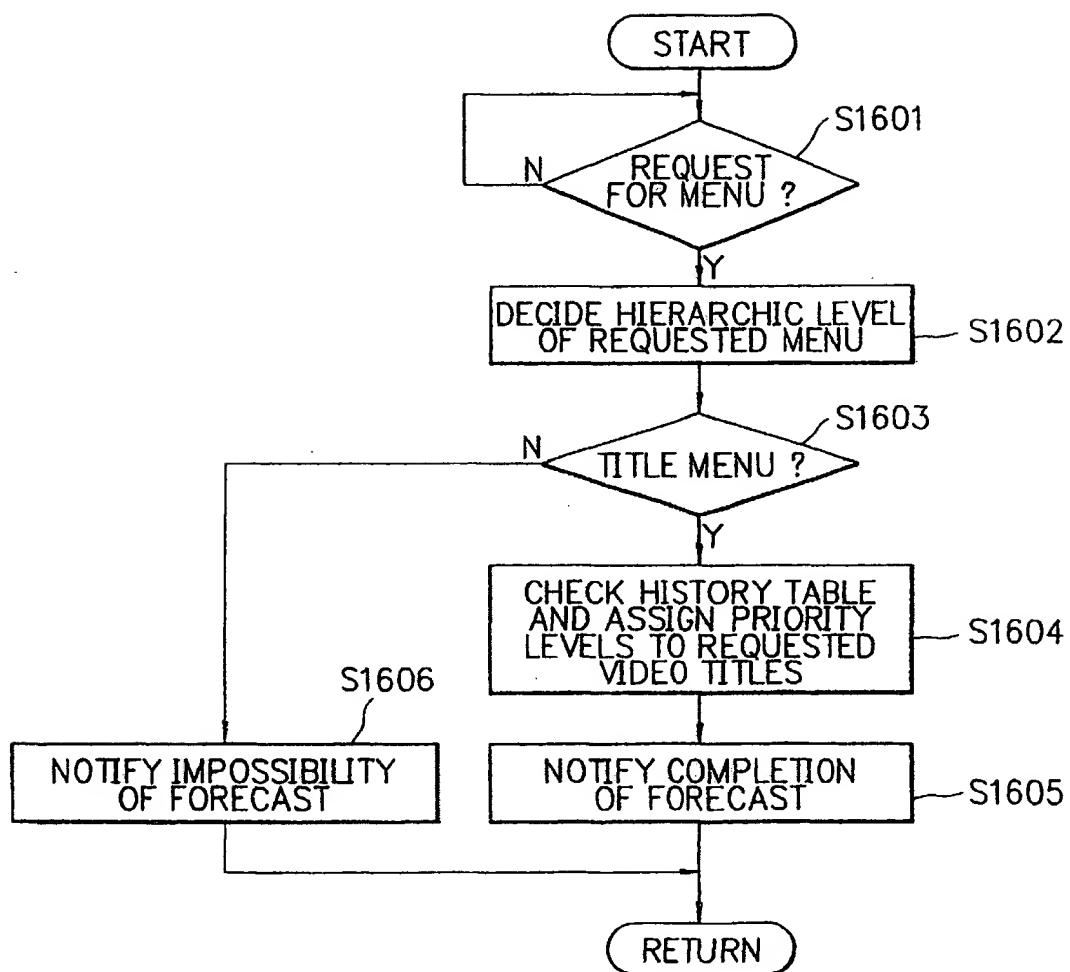 START
S1601
N
REQUEST
FOR MENU ?
Y
DECIDE HIERARCHIC LEVEL
OF REQUESTED MENU
S1602
S1603
N
TITLE MENU ?
Y
CHECK HISTORY TABLE
AND ASSIGN PRIORITY
LEVELS TO REQUESTED
VIDEO TITLES
S1604
S1606
NOTIFY IMPOSSIBILITY
OF FORECAST
NOTIFY COMPLETION
OF FORECAST
S1605
RETURN